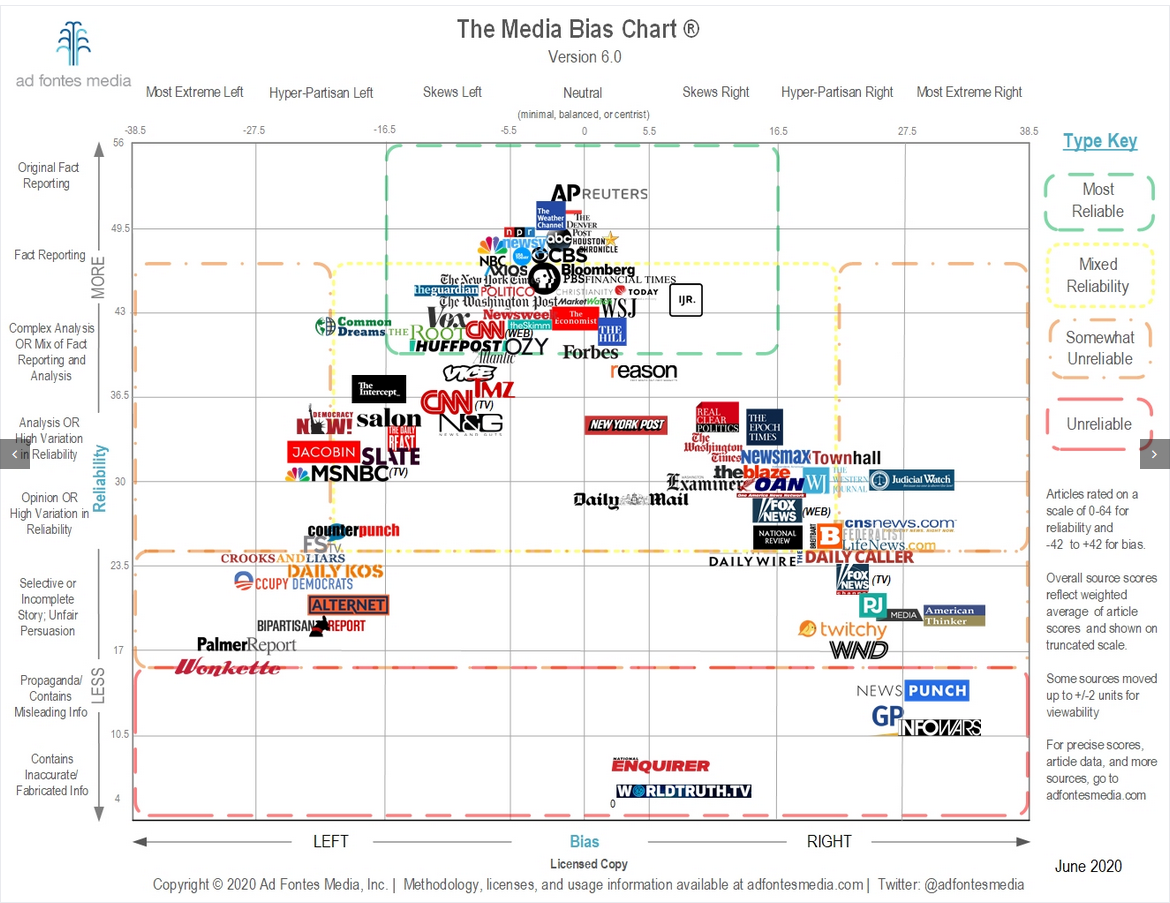 The Media Bias Chart ®
Version 6.0
ad fontes media
Most Extreme Left
Hyper-Partisan Left
Skews Left
Neutral
(minimal, balanced, or centrist)
Skews Right
Hyper-Partisan Right
Most Extreme Right
-38.5
-27.5
-16.5
-5.5
0
5.5
16.5
27.5
38.5
56
49.5
43
36.5
30
23.5
17
10.5
4
Original Fact
Reporting
Fact Reporting
Complex Analysis
OR Mix of Fact
Reporting and
Analysis
Analysis OR
High Variation
in Reliability
Opinion OR
High Variation in
Reliability
Selective or
Incomplete
Story; Unfair
Persuasion
Propaganda/
Contains
Misleading Info
Contains
Inaccurate/
Fabricated Info
MORE
Reliability
LESS
AP
REUTERS
The
Weather
Channel
THE
DENVER
POST
npr
newsy
abc
HOUSTON
CHRONICLE
NBC
CBS
AXIOS
Bloomberg
The New York Times
PBS
FINANCIAL TIMES
theguardian
POLITICO
CHRISTIANITY TODAY
The Washington Post
MarketWatch
WSJ
IJR.
Common
Dreams
Vox
Newsweek
The
Economist
THE ROOT
CNN (WEB)
theSkimm
THE
HILL
HUFFPOST
OZY
Forbes
Atlantic
reason
VICE
The
Intercept_
CNN (TV)
TMZ
DEMOCRACY
NOW!
salon
N&G
NEWS AND GUTS
THE DAILY
BEAST
NEW YORK POST
REAL
CLEAR
POLITICS
THE
EPOCH
TIMES
JACOBIN
SLATE
The
Washington
Times
Newsmax
Townhall
MSNBC (TV)
theblaze
Examiner
OAN
One America News Network
WJ
THE
WESTERN
JOURNAL
Judicial Watch
Daily Mail
FOX
NEWS
(WEB)
counterpunch
NATIONAL
REVIEW
BREITBART
B
cnsnews.com
FEDERALIST
LifeNews.com
FSTV
CROOKSANDLIARS
DAILYWIRE
THE
DAILY CALLER
DAILY KOS
OCCUPY DEMOCRATS
FOX
NEWS
channel
(TV)
ALTERNET
PJ
MEDIA
American
Thinker
BIPARTISAN REPORT
twitchy
PalmerReport
WND
Wonkette
NEWS PUNCH
GP
INFOWARS
NATIONAL
ENQUIRER
WORLDTRUTH.TV
0
LEFT
Bias
RIGHT
Licensed Copy
Copyright © 2020 Ad Fontes Media, Inc. | Methodology, licenses, and usage information available at adfontesmedia.com | Twitter: @adfontesmedia
Type Key
Most
Reliable
Mixed
Reliability
Somewhat
Unreliable
Unreliable
Articles rated on a
scale of 0-64 for
reliability and
-42 to +42 for bias.
Overall source scores
reflect weighted
average of article
scores and shown on
truncated scale.
Some sources moved
up to +/-2 units for
viewability
For precise scores,
article data, and more
sources, go to
adfontesmedia.com
June 2020